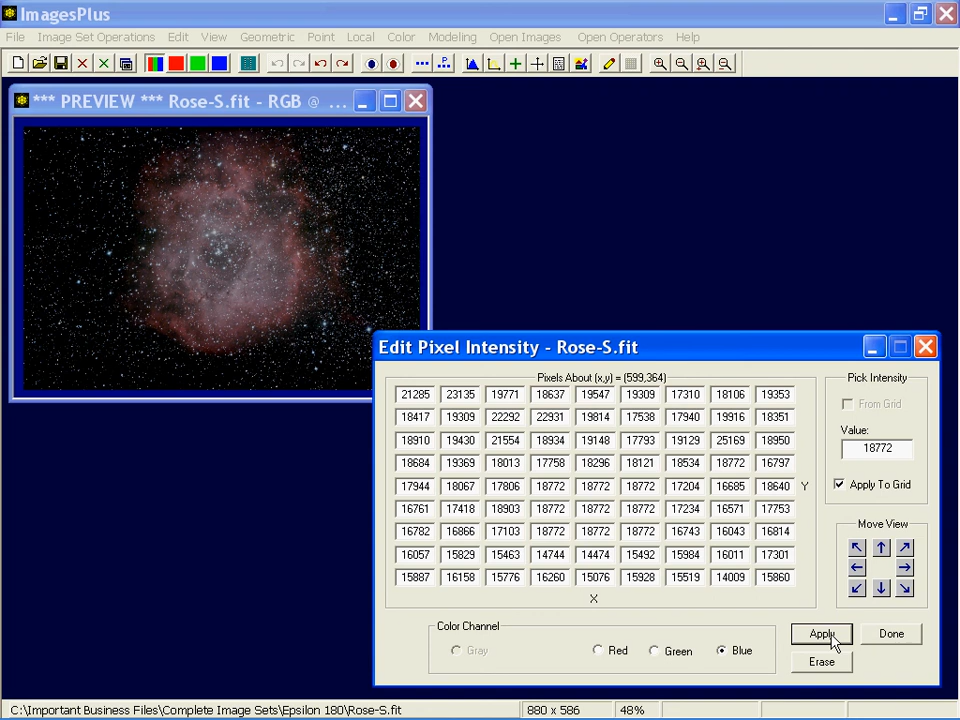 ImagesPlus
File Image Set Operations Edit View Geometric Point Local Color Modeling Open Images Open Operators Help
*** PREVIEW *** Rose-S.fit - RGB @ ...
Edit Pixel Intensity - Rose-S.fit
Pixels About (x,y) = (599,364)
21285 23135 19771 18637 19547 19309 17310 18106 19353
18417 19309 22292 22931 19814 17538 17940 19916 18351
18910 19430 21554 18934 19148 17793 19129 25169 18950
18684 19369 18013 17758 18296 18121 18534 18772 16797
17944 18067 17806 18772 18772 18772 17204 16685 18640 Y
16761 17418 18903 18772 18772 18772 17234 16571 17753
16782 16866 17103 18772 18772 18772 16743 16043 16814
16057 15829 15463 14744 14474 15492 15984 16011 17301
15887 16158 15776 16260 15076 15928 15519 14009 15860
X
Pick Intensity
From Grid
Value:
18772
Apply To Grid
Move View
Color Channel
Gray Red Green Blue
Apply Done
Erase
C:\Important Business Files\Complete Image Sets\Epsilon 180\Rose-S.fit 880 x 586 48%